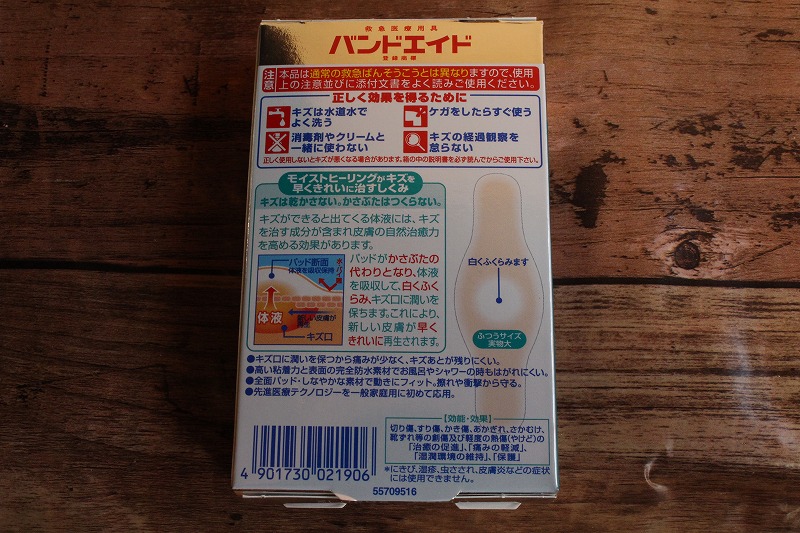 救急医療用具
バンドエイド
登録商標
注意
本品は通常の救急ばんそうこうとは異なりますので、使用
上の注意並びに添付文書をよく読みご使用ください。
正しく効果を得るために
キズは水道水で
よく洗う
ケガをしたらすぐ使う
消毒剤やクリームと
一緒に使わない
キズの経過観察を
怠らない
正しく使用しないとキズが悪くなる場合があります。箱の中の説明書を必ず読んでからご使用下さい。
モイストヒーリングがキズを
早くきれいに治すしくみ
キズは乾かさない。かさぶたはつくらない。
キズができると出てくる体液には、キズ
を治す成分が含まれ皮膚の自然治癒力
を高める効果があります。
パッド断面
体液を吸収保持
水・バイ菌
体液
新しい皮膚が
再生
キズ口
パッドがかさぶたの
代わりとなり、体液
を吸収して、白くふく
らみ、キズ口に潤いを
保ちます。これにより、
新しい皮膚が早く
きれいに再生されます。
白くふくらみます
ふつうサイズ
実物大
●キズ口に潤いを保つから痛みが少なく、キズあとが残りにくい。
●高い粘着力と表面の完全防水素材でお風呂やシャワーの時もはがれにくい。
●全面パッド・しなやかな素材で動きにフィット。擦れや衝撃から守る。
●先進医療テクノロジーを一般家庭用に初めて応用。
【効能・効果】
切り傷、すり傷、かき傷、あかぎれ、さかむけ、
靴ずれ等の創傷及び軽度の熱傷(やけど)の
「治癒の促進」、「痛みの軽減」、
「湿潤環境の維持」、「保護」
*にきび、湿疹、虫さされ、皮膚炎などの症状
には使用できません。
4 901730 021906
55709516